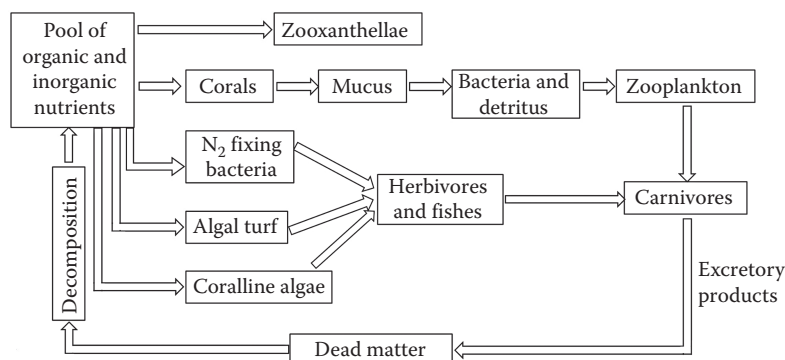 Pool of
organic and
inorganic
nutrients
Zooxanthellae
Corals
Mucus
Bacteria and
detritus
Zooplankton
N₂ fixing
bacteria
Herbivores
and fishes
Carnivores
Algal turf
Coralline algae
Decomposition
Excretory
products
Dead matter